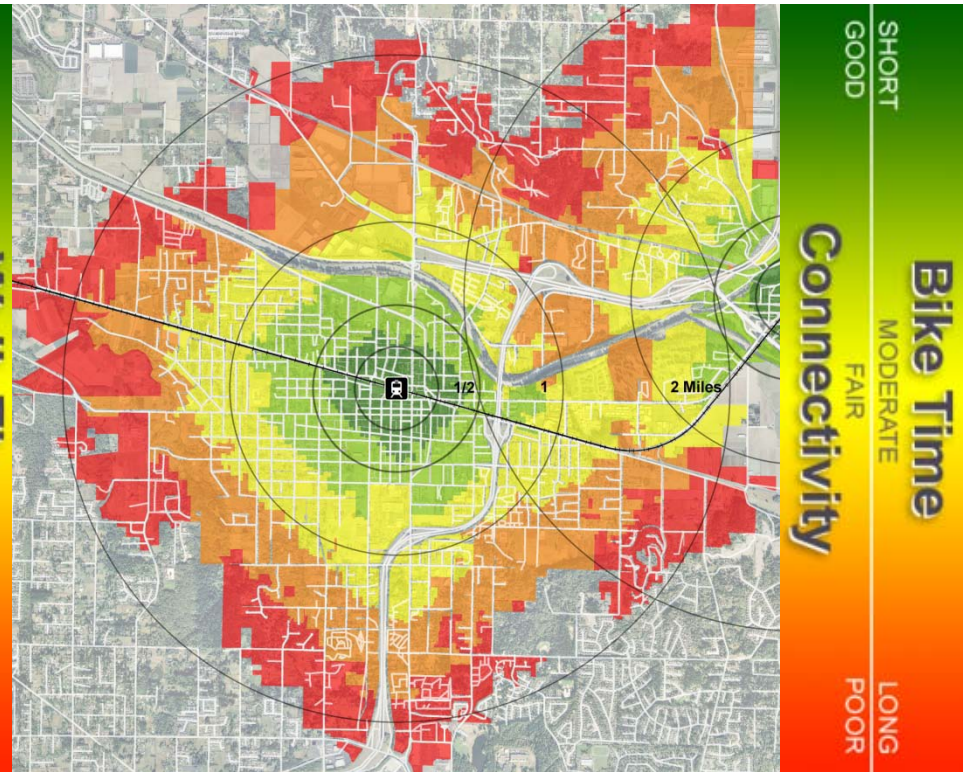 1/2
1
2 Miles
Bike Time
SHORT
MODERATE
LONG
GOOD
FAIR
POOR
Connectivity